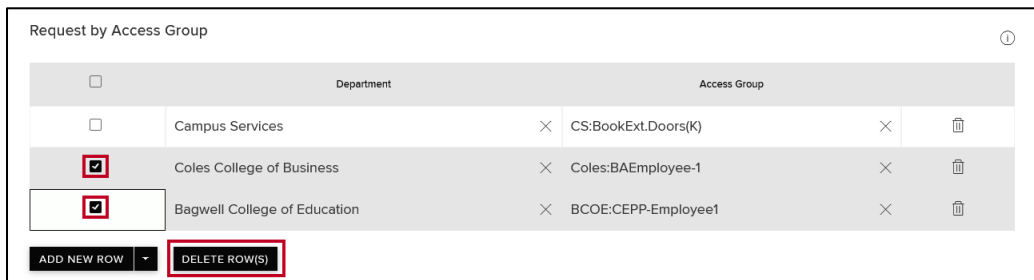 Request by Access Group
Department Access Group
Campus Services CS:BookExt.Doors(K)
Coles College of Business Coles:BAEmployee-1
Bagwell College of Education BCOE:CEPP-Employee1
ADD NEW ROW DELETE ROW(S)